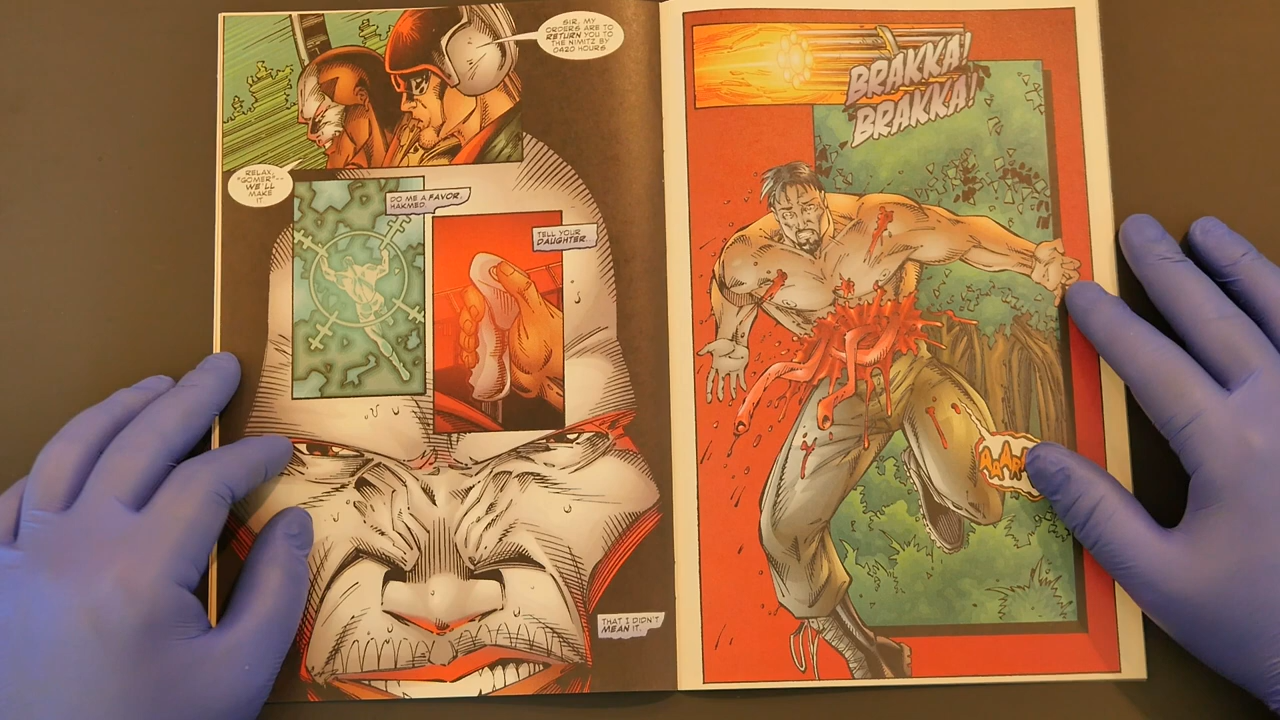 SIR, MY
ORDERS ARE TO
RETURN YOU TO
THE NIMITZ BY
0420 HOURS
RELAX,
"GOMER"--
WE'LL
MAKE
IT.
DO ME A FAVOR,
HAKMED.
TELL YOUR
DAUGHTER...
THAT I DIDN'T
MEAN IT.
BRAKKA!
BRAKKA!